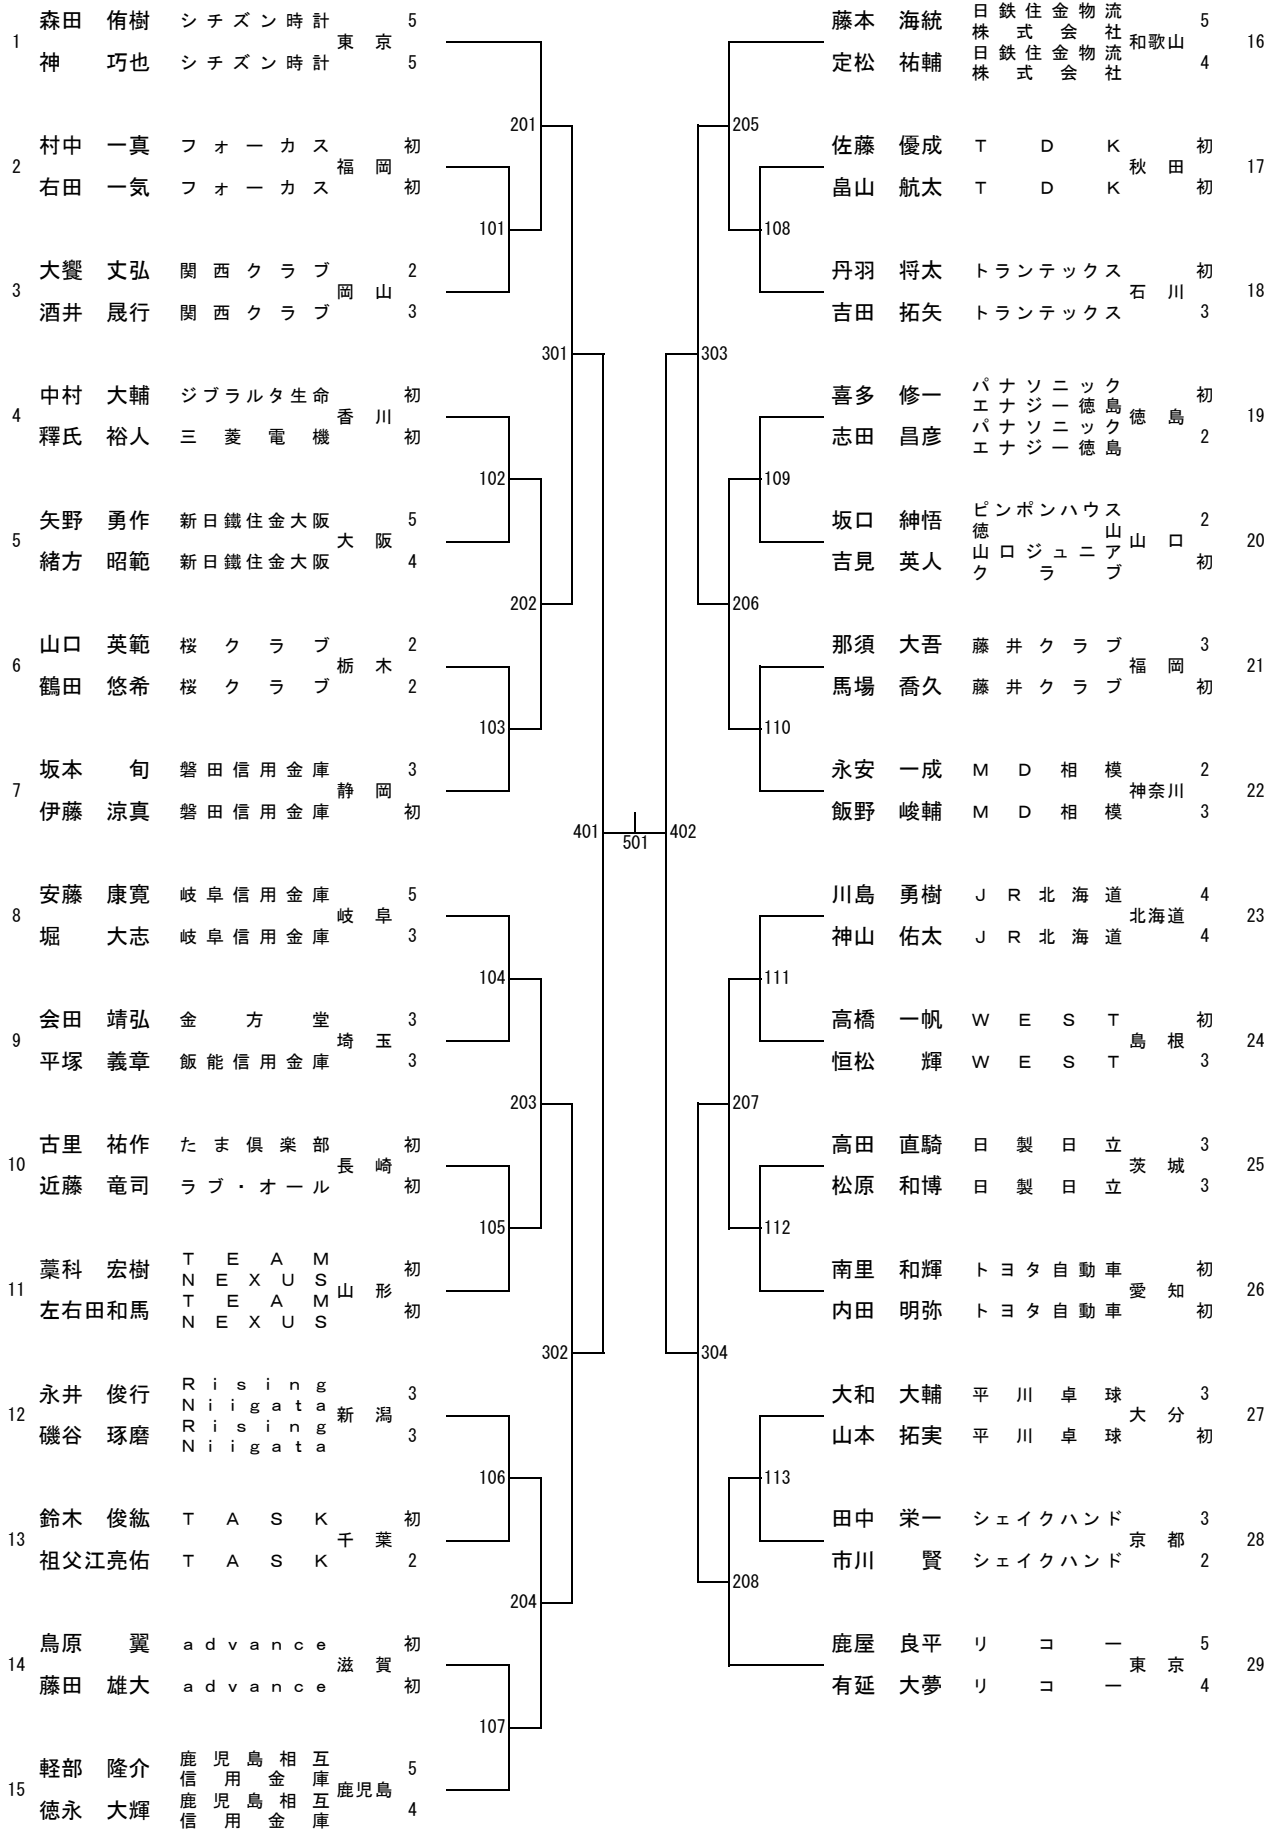 1 森田 侑樹 シチズン時計 東京 5
神 巧也 シチズン時計 5
2 村中 一真 フォーカス 福岡 初
右田 一気 フォーカス 初
3 大饗 丈弘 関西クラブ 岡山 2
酒井 晟行 関西クラブ 3
4 中村 大輔 ジブラルタ生命 香川 初
釋氏 裕人 三菱電機 初
5 矢野 勇作 新日鐵住金大阪 大阪 5
緒方 昭範 新日鐵住金大阪 4
6 山口 英範 桜クラブ 栃木 2
鶴田 悠希 桜クラブ 2
7 坂本 旬 磐田信用金庫 静岡 3
伊藤 涼真 磐田信用金庫 初
8 安藤 康寛 岐阜信用金庫 岐阜 5
堀 大志 岐阜信用金庫 3
9 会田 靖弘 金方堂 埼玉 3
平塚 義章 飯能信用金庫 3
10 古里 祐作 たま倶楽部 長崎 初
近藤 竜司 ラブ・オール 初
11 藁科 宏樹 TEAM NEXUS 山形 初
左右田和馬 TEAM NEXUS 初
12 永井 俊行 Rising Niigata 新潟 3
磯谷 琢磨 Rising Niigata 3
13 鈴木 俊紘 TASK 千葉 初
祖父江亮佑 TASK 2
14 鳥原 翼 advance 滋賀 初
藤田 雄大 advance 初
15 軽部 隆介 鹿児島相互信用金庫 鹿児島 5
徳永 大輝 鹿児島相互信用金庫 4
201
101
301
102
202
103
401
104
203
105
302
106
204
107
501
205
108
303
109
206
110
402
111
207
112
304
113
208
藤本 海統 日鉄住金物流株式会社 和歌山 5 16
定松 祐輔 日鉄住金物流株式会社 4
佐藤 優成 TDK 秋田 初 17
畠山 航太 TDK 初
丹羽 将太 トランテックス 石川 初 18
吉田 拓矢 トランテックス 3
喜多 修一 パナソニックエナジー徳島 徳島 初 19
志田 昌彦 パナソニックエナジー徳島 2
坂口 紳悟 ピンポンハウス徳山 山口 2 20
吉見 英人 山口ジュニアクラブ 初
那須 大吾 藤井クラブ 福岡 3 21
馬場 喬久 藤井クラブ 初
永安 一成 MD相模 神奈川 2 22
飯野 峻輔 MD相模 3
川島 勇樹 JR北海道 北海道 4 23
神山 佑太 JR北海道 4
高橋 一帆 WEST 島根 初 24
恒松 輝 WEST 3
高田 直騎 日製日立 茨城 3 25
松原 和博 日製日立 3
南里 和輝 トヨタ自動車 愛知 初 26
内田 明弥 トヨタ自動車 初
大和 大輔 平川卓球 大分 3 27
山本 拓実 平川卓球 初
田中 栄一 シェイクハンド 京都 3 28
市川 賢 シェイクハンド 2
鹿屋 良平 リコー 東京 5 29
有延 大夢 リコー 4